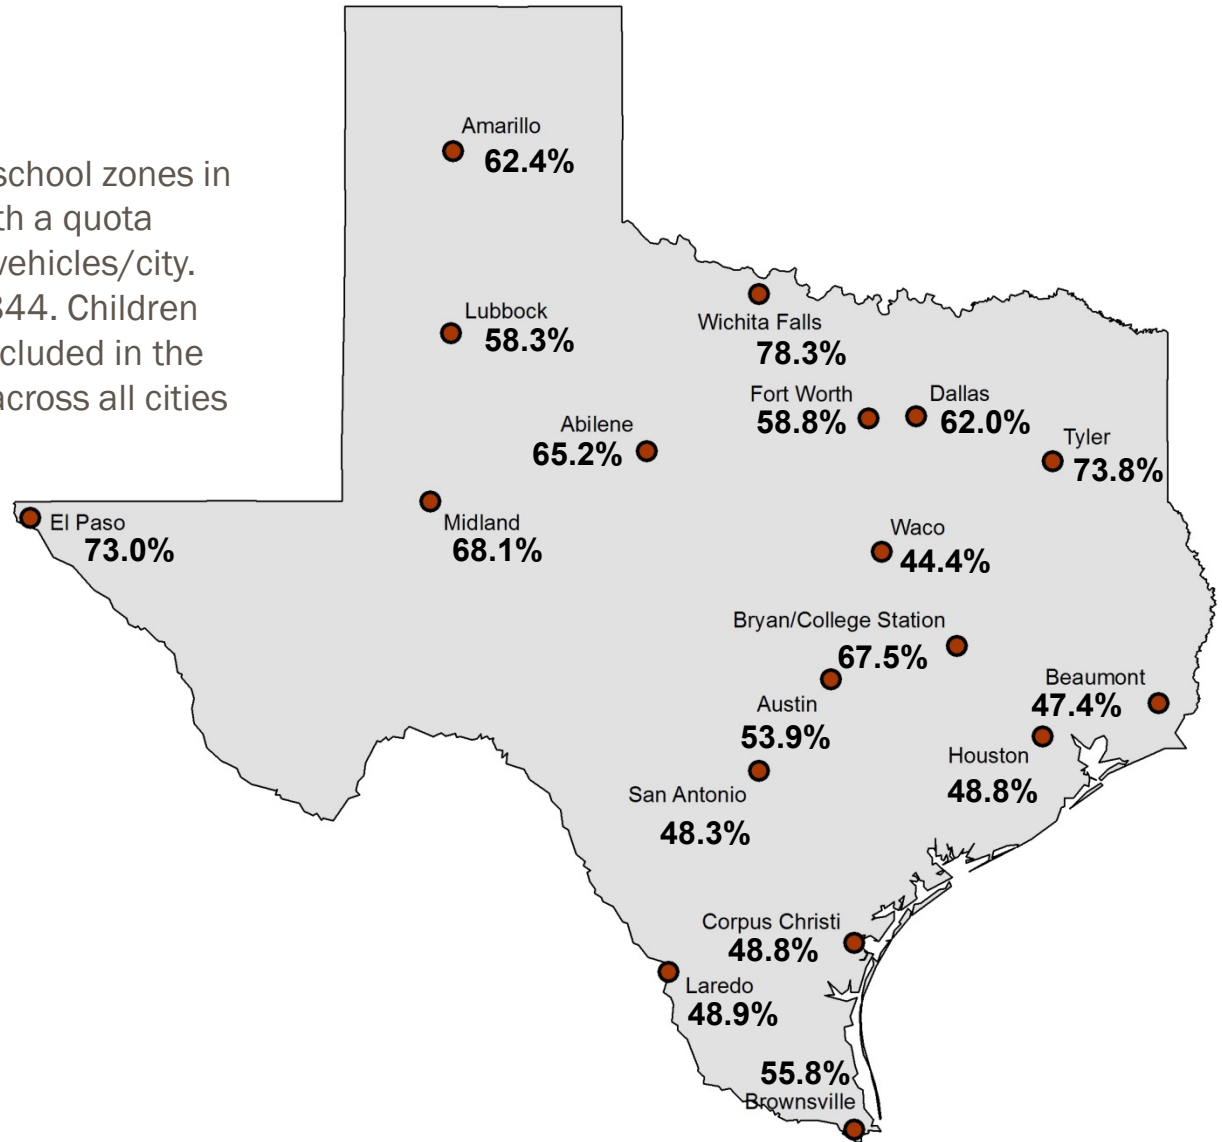 school zones in
th a quota
vehicles/city.
344. Children
cluded in the
across all cities
Amarillo
62.4%
Lubbock
58.3%
Wichita Falls
78.3%
Fort Worth
58.8%
Dallas
62.0%
Abilene
65.2%
Tyler
73.8%
El Paso
73.0%
Midland
68.1%
Waco
44.4%
Bryan/College Station
67.5%
Austin
53.9%
Beaumont
47.4%
Houston
48.8%
San Antonio
48.3%
Corpus Christi
48.8%
Laredo
48.9%
55.8%
Brownsville